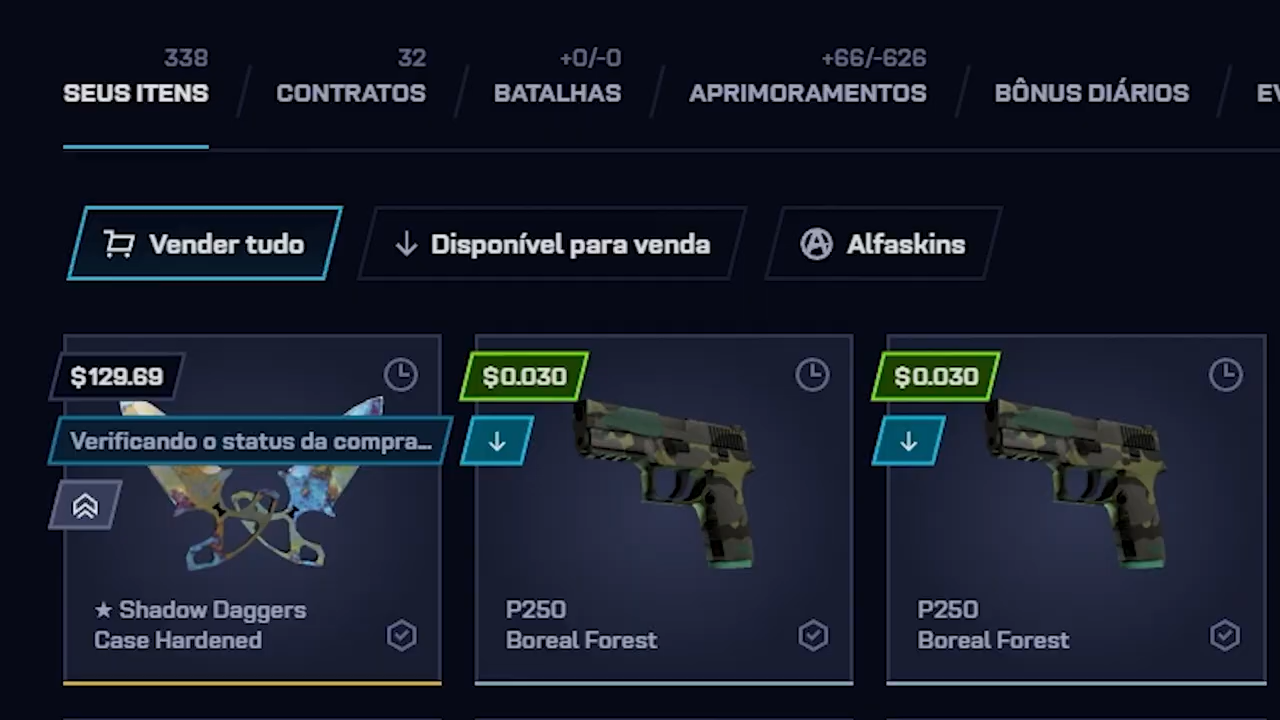 338
SEUS ITENS
32
CONTRATOS
+0/-0
BATALHAS
+66/-626
APRIMORAMENTOS
BÔNUS DIÁRIOS
Vender tudo
Disponível para venda
Alfaskins
$129.69
Verificando o status da compra...
★ Shadow Daggers
Case Hardened
$0.030
P250
Boreal Forest
$0.030
P250
Boreal Forest